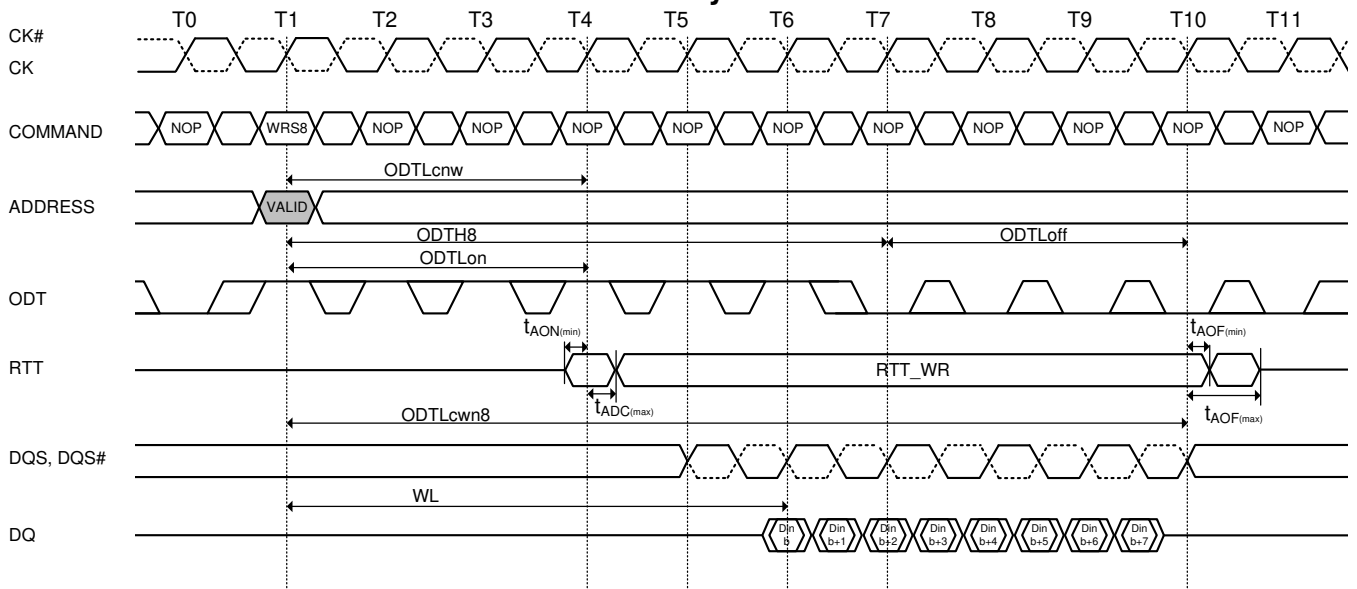 T0 T1 T2 T3 T4 T5 T6 T7 T8 T9 T10 T11
CK#
CK
COMMAND NOP WRS8 NOP NOP NOP NOP NOP NOP NOP NOP NOP NOP
ODTLcnw
ADDRESS VALID
ODTH8 ODTLoff
ODTLon
ODT
tAON(min) tAOF(min)
RTT RTT_WR
tADC(max) tAOF(max)
ODTLcwn8
DQS, DQS#
WL
DQ Din b Din b+1 Din b+2 Din b+3 Din b+4 Din b+5 Din b+6 Din b+7